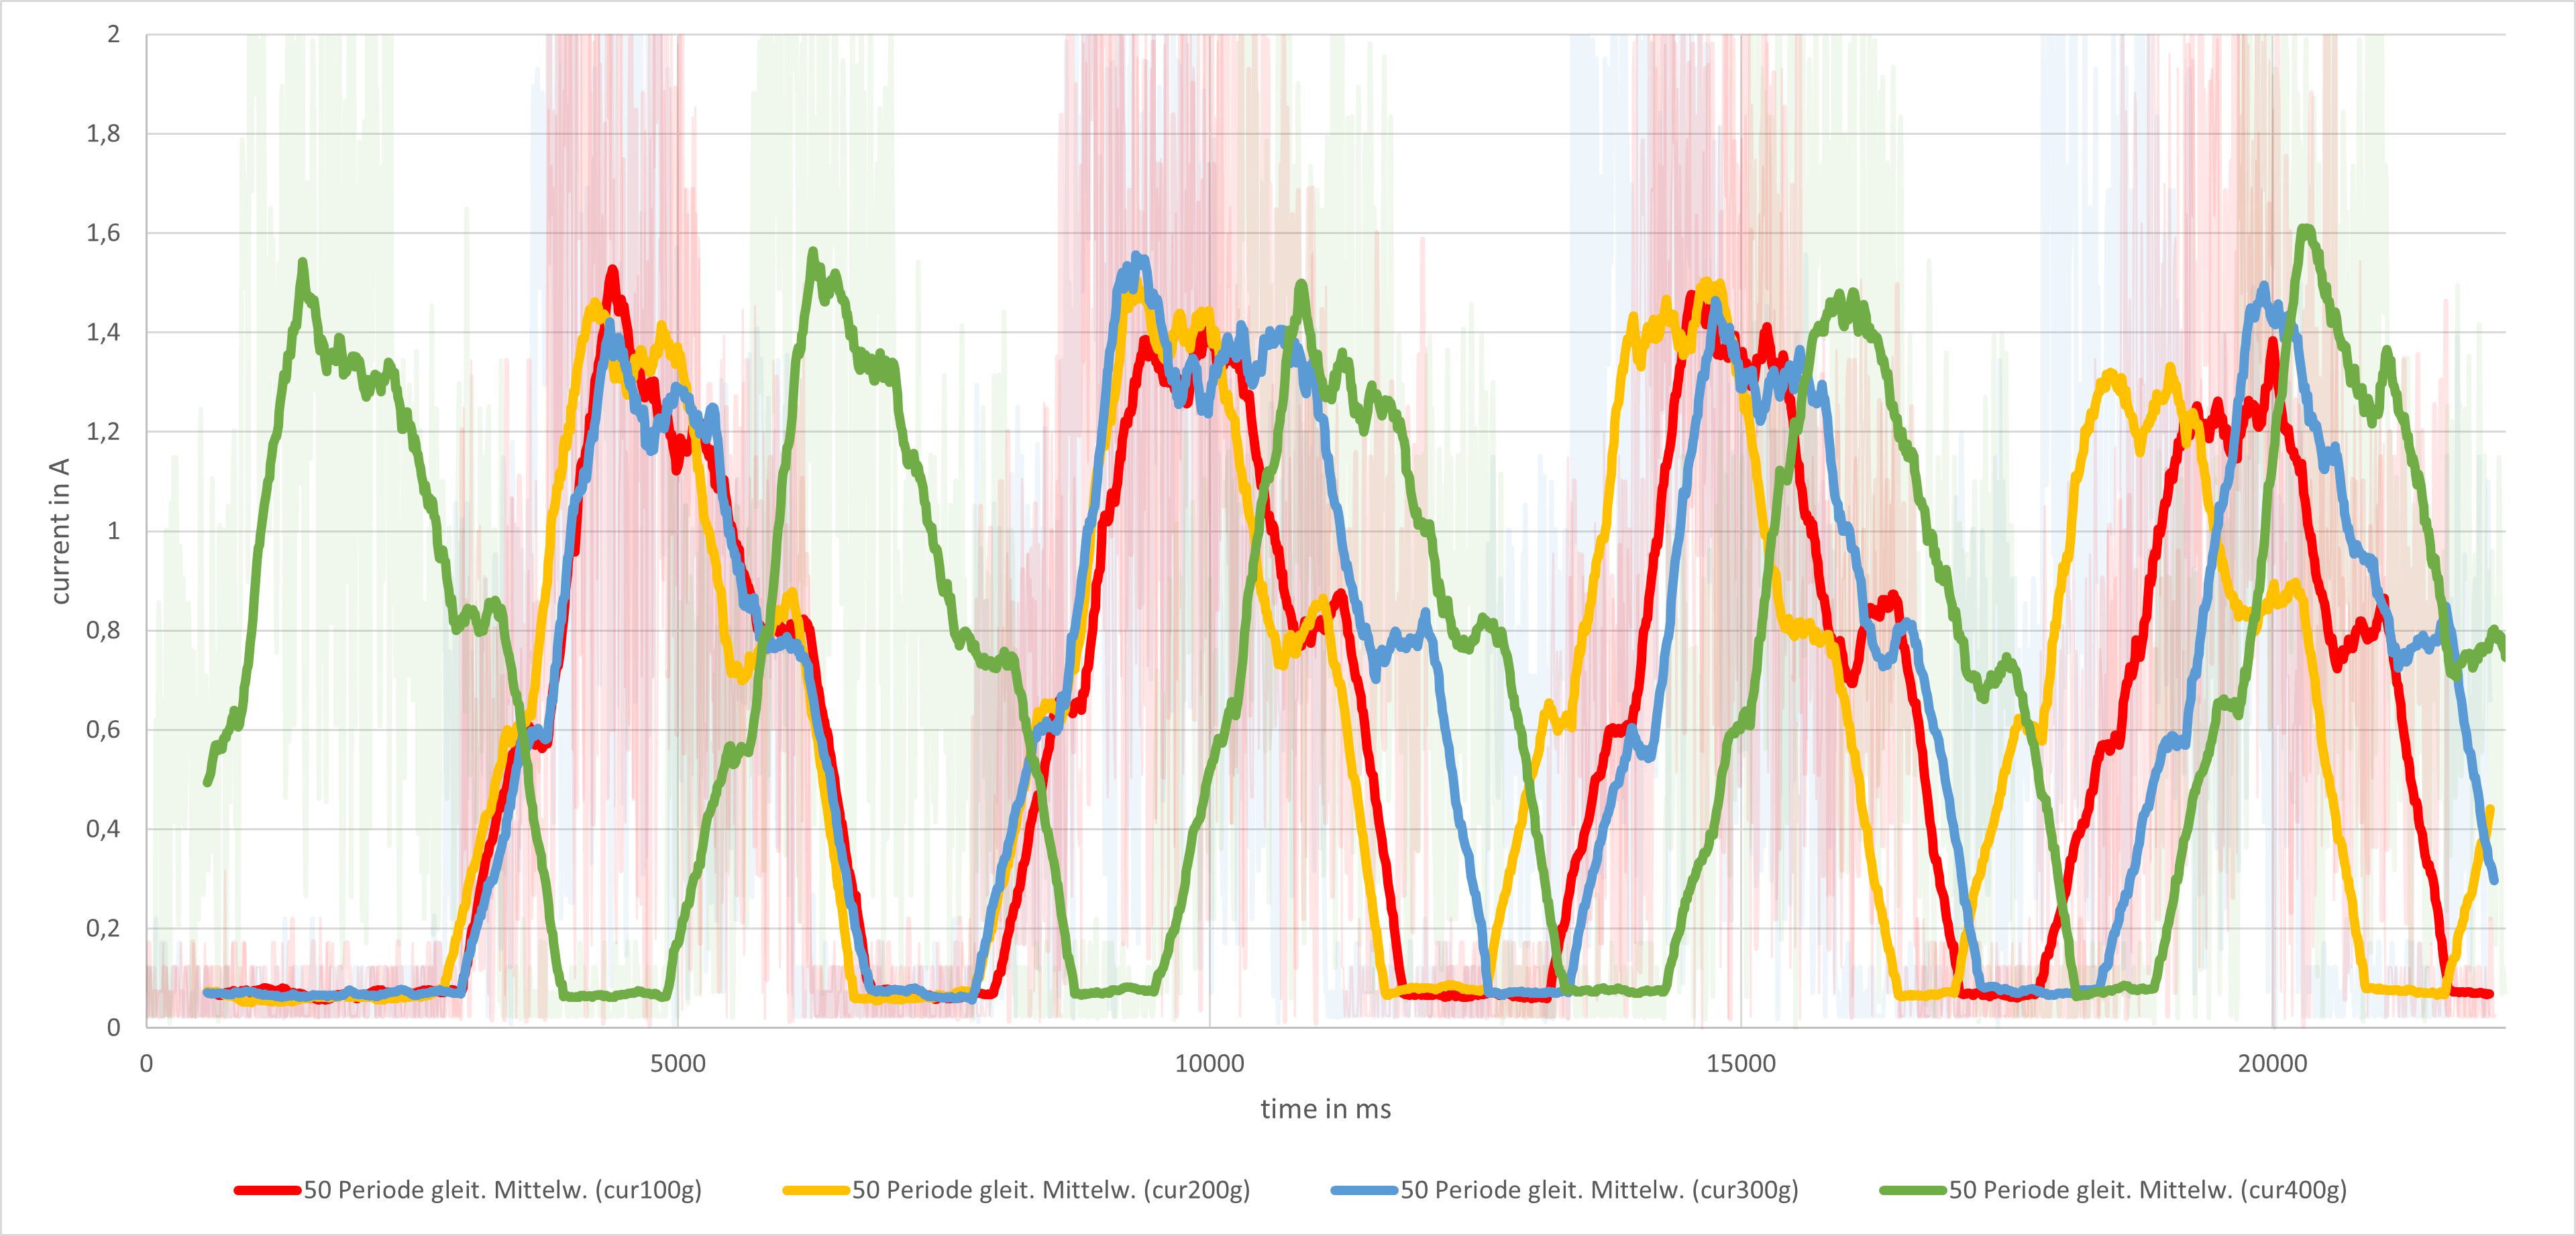 2
1,8
1,6
1,4
1,2
1
0,8
0,6
0,4
0,2
0
current in A
0 5000 10000 15000 20000
time in ms
50 Periode gleit. Mittelw. (cur100g) 50 Periode gleit. Mittelw. (cur200g) 50 Periode gleit. Mittelw. (cur300g) 50 Periode gleit. Mittelw. (cur400g)